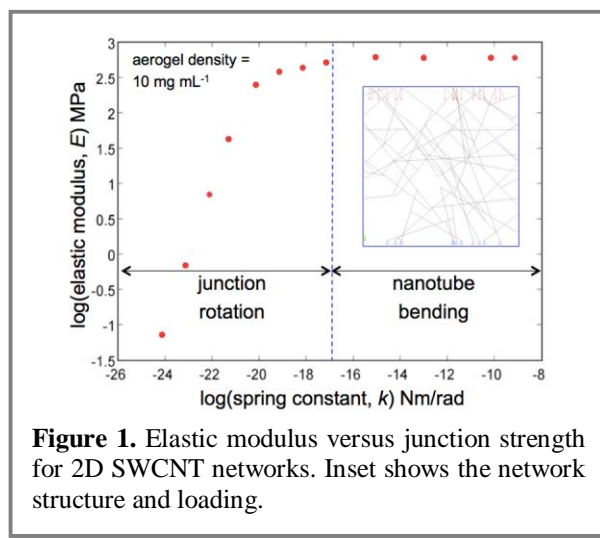 aerogel density =
10 mg mL⁻¹
log(elastic modulus, E) MPa
3
2.5
2
1.5
1
0.5
0
-0.5
-1
-1.5
junction
rotation
nanotube
bending
-26 -24 -22 -20 -18 -16 -14 -12 -10 -8
log(spring constant, k) Nm/rad
Figure 1. Elastic modulus versus junction strength
for 2D SWCNT networks. Inset shows the network
structure and loading.